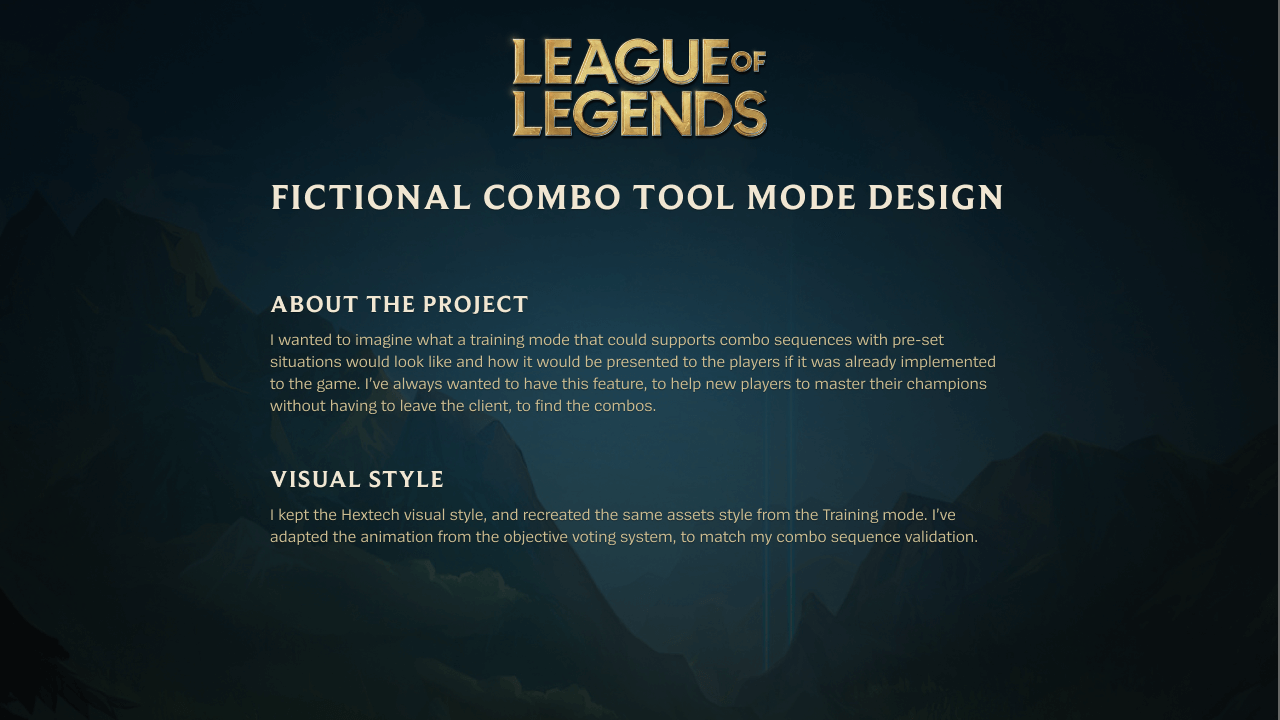 LEAGUE OF
LEGENDS
FICTIONAL COMBO TOOL MODE DESIGN
ABOUT THE PROJECT
I wanted to imagine what a training mode that could supports combo sequences with pre-set
situations would look like and how it would be presented to the players if it was already implemented
to the game. I've always wanted to have this feature, to help new players to master their champions
without having to leave the client, to find the combos.
VISUAL STYLE
I kept the Hextech visual style, and recreated the same assets style from the Training mode. I've
adapted the animation from the objective voting system, to match my combo sequence validation.